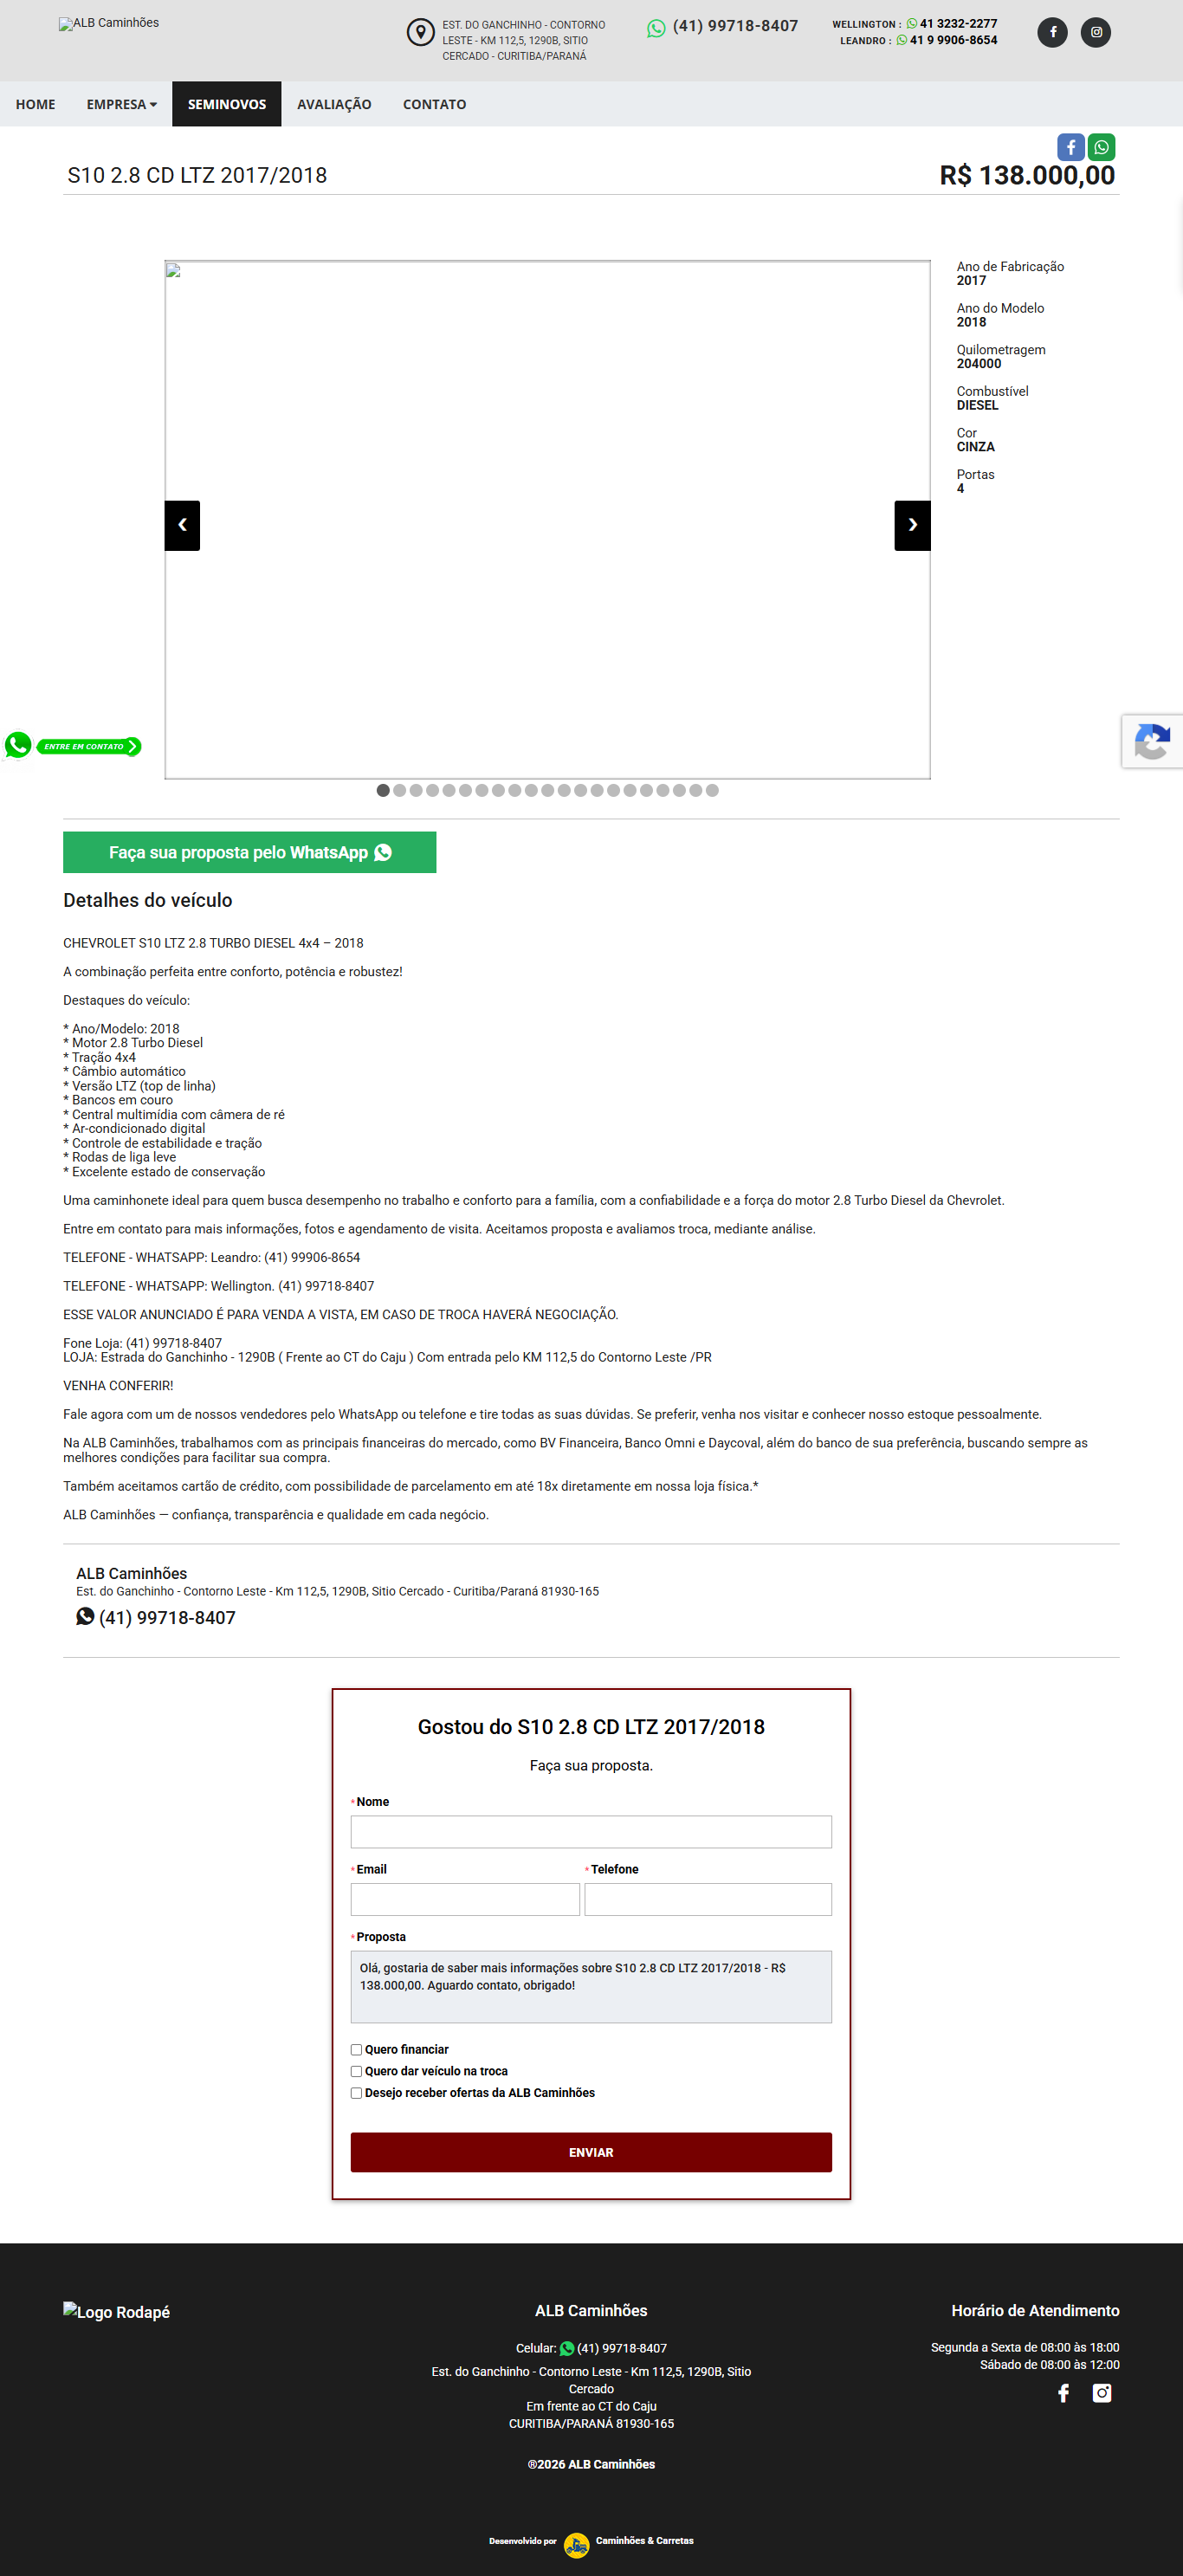 ALB Caminhões
EST. DO GANCHINHO - CONTORNO
LESTE - KM 112,5, 1290B, SITIO
CERCADO - CURITIBA/PARANÁ
(41) 99718-8407
WELLINGTON : 41 3232-2277
LEANDRO : 41 9 9906-8654
HOME
EMPRESA
SEMINOVOS
AVALIAÇÃO
CONTATO
S10 2.8 CD LTZ 2017/2018
R$ 138.000,00
Ano de Fabricação
2017
Ano do Modelo
2018
Quilometragem
204000
Combustível
DIESEL
Cor
CINZA
Portas
4
ENTRE EM CONTATO
Faça sua proposta pelo WhatsApp
Detalhes do veículo
CHEVROLET S10 LTZ 2.8 TURBO DIESEL 4x4 – 2018
A combinação perfeita entre conforto, potência e robustez!
Destaques do veículo:
* Ano/Modelo: 2018
* Motor 2.8 Turbo Diesel
* Tração 4x4
* Câmbio automático
* Versão LTZ (top de linha)
* Bancos em couro
* Central multimídia com câmera de ré
* Ar-condicionado digital
* Controle de estabilidade e tração
* Rodas de liga leve
* Excelente estado de conservação
Uma caminhonete ideal para quem busca desempenho no trabalho e conforto para a família, com a confiabilidade e a força do motor 2.8 Turbo Diesel da Chevrolet.
Entre em contato para mais informações, fotos e agendamento de visita. Aceitamos proposta e avaliamos troca, mediante análise.
TELEFONE - WHATSAPP: Leandro: (41) 99906-8654
TELEFONE - WHATSAPP: Wellington. (41) 99718-8407
ESSE VALOR ANUNCIADO É PARA VENDA A VISTA, EM CASO DE TROCA HAVERÁ NEGOCIAÇÃO.
Fone Loja: (41) 99718-8407
LOJA: Estrada do Ganchinho - 1290B ( Frente ao CT do Caju ) Com entrada pelo KM 112,5 do Contorno Leste /PR
VENHA CONFERIR!
Fale agora com um de nossos vendedores pelo WhatsApp ou telefone e tire todas as suas dúvidas. Se preferir, venha nos visitar e conhecer nosso estoque pessoalmente.
Na ALB Caminhões, trabalhamos com as principais financeiras do mercado, como BV Financeira, Banco Omni e Daycoval, além do banco de sua preferência, buscando sempre as
melhores condições para facilitar sua compra.
Também aceitamos cartão de crédito, com possibilidade de parcelamento em até 18x diretamente em nossa loja física.*
ALB Caminhões — confiança, transparência e qualidade em cada negócio.
ALB Caminhões
Est. do Ganchinho - Contorno Leste - Km 112,5, 1290B, Sitio Cercado - Curitiba/Paraná 81930-165
(41) 99718-8407
Gostou do S10 2.8 CD LTZ 2017/2018
Faça sua proposta.
* Nome
* Email
* Telefone
* Proposta
Olá, gostaria de saber mais informações sobre S10 2.8 CD LTZ 2017/2018 - R$
138.000,00. Aguardo contato, obrigado!
Quero financiar
Quero dar veículo na troca
Desejo receber ofertas da ALB Caminhões
ENVIAR
Logo Rodapé
ALB Caminhões
Celular: (41) 99718-8407
Est. do Ganchinho - Contorno Leste - Km 112,5, 1290B, Sitio
Cercado
Em frente ao CT do Caju
CURITIBA/PARANÁ 81930-165
®2026 ALB Caminhões
Horário de Atendimento
Segunda a Sexta de 08:00 às 18:00
Sábado de 08:00 às 12:00
Desenvolvido por Caminhões & Carretas